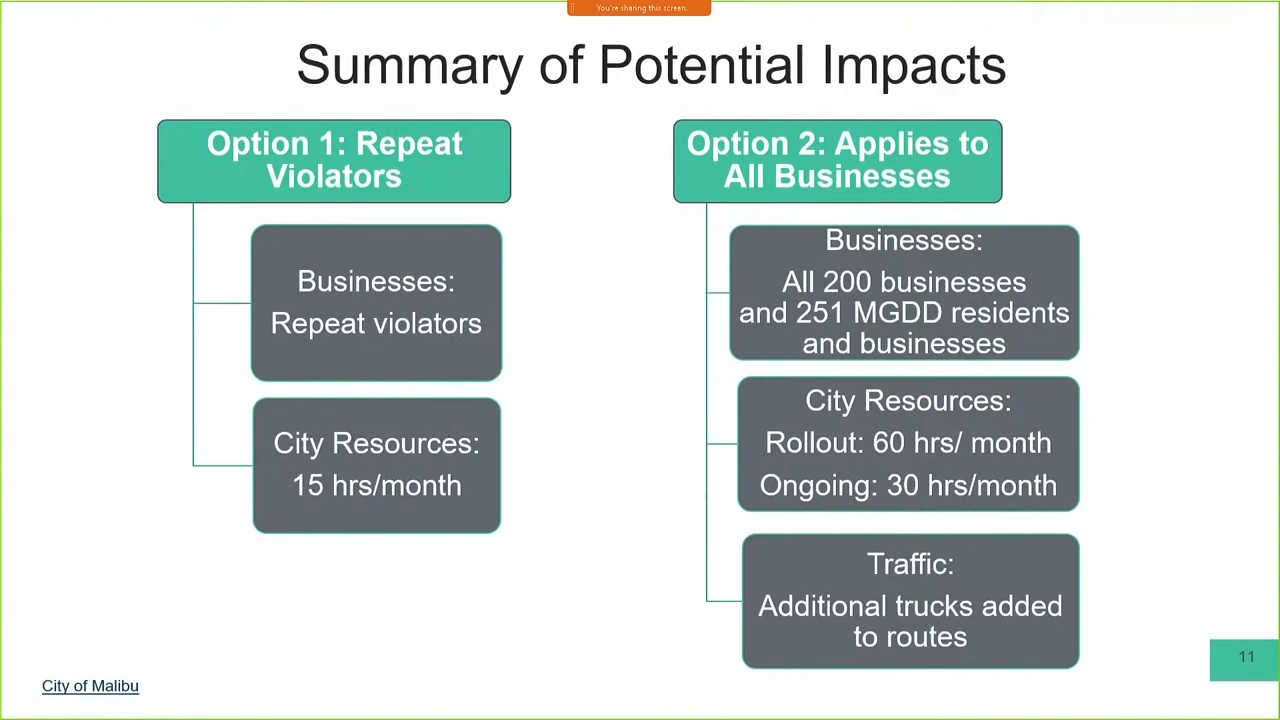 You're sharing this screen.
Summary of Potential Impacts
Option 1: Repeat
Violators
Businesses:
Repeat violators
City Resources:
15 hrs/month
Option 2: Applies to
All Businesses
Businesses:
All 200 businesses
and 251 MGDD residents
and businesses
City Resources:
Rollout: 60 hrs/ month
Ongoing: 30 hrs/month
Traffic:
Additional trucks added
to routes
City of Malibu
11